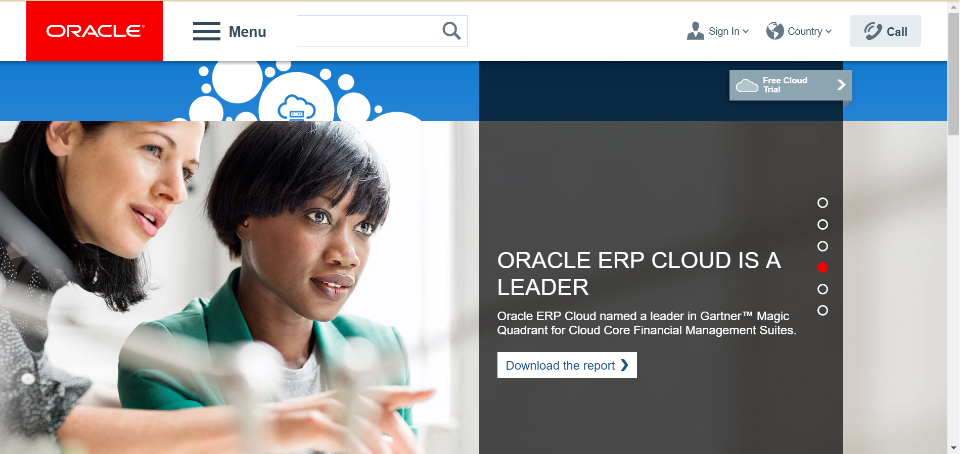 ORACLE®
Menu
Sign In
Country
Call
Free Cloud
Trial
ORACLE ERP CLOUD IS A
LEADER
Oracle ERP Cloud named a leader in Gartner™ Magic
Quadrant for Cloud Core Financial Management Suites.
Download the report